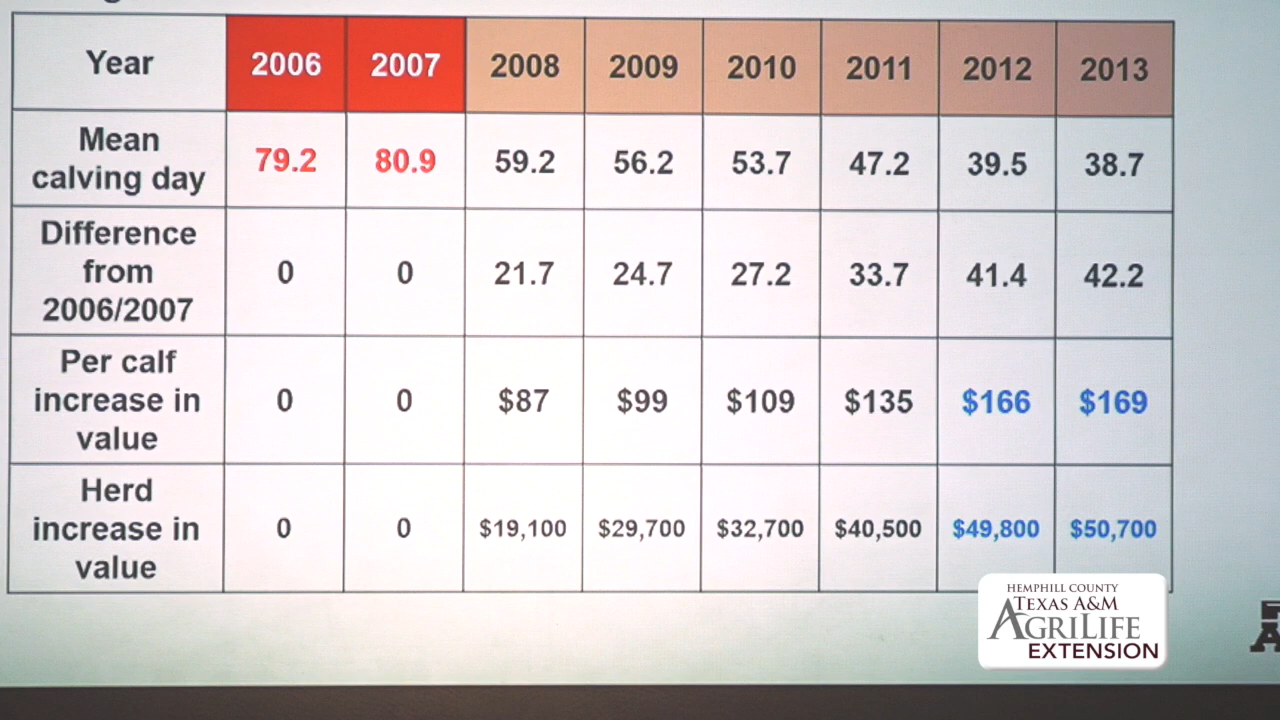 Year 2006 2007 2008 2009 2010 2011 2012 2013
Mean
calving day 79.2 80.9 59.2 56.2 53.7 47.2 39.5 38.7
Difference
from
2006/2007 0 0 21.7 24.7 27.2 33.7 41.4 42.2
Per calf
increase in
value 0 0 $87 $99 $109 $135 $166 $169
Herd
increase in
value 0 0 $19,100 $29,700 $32,700 $40,500 $49,800 $50,700
HEMPHILL COUNTY
TEXAS A&M
AGRILIFE
EXTENSION